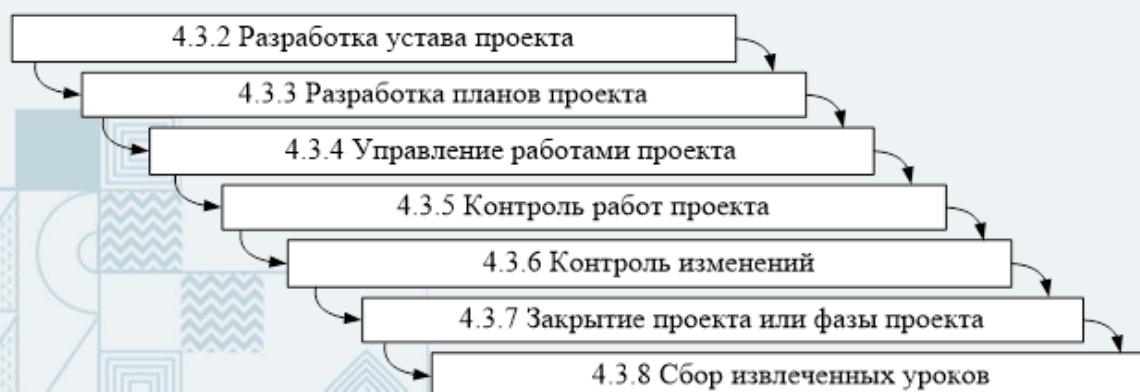 4.3.2 Разработка устава проекта
4.3.3 Разработка планов проекта
4.3.4 Управление работами проекта
4.3.5 Контроль работ проекта
4.3.6 Контроль изменений
4.3.7 Закрытие проекта или фазы проекта
4.3.8 Сбор извлеченных уроков